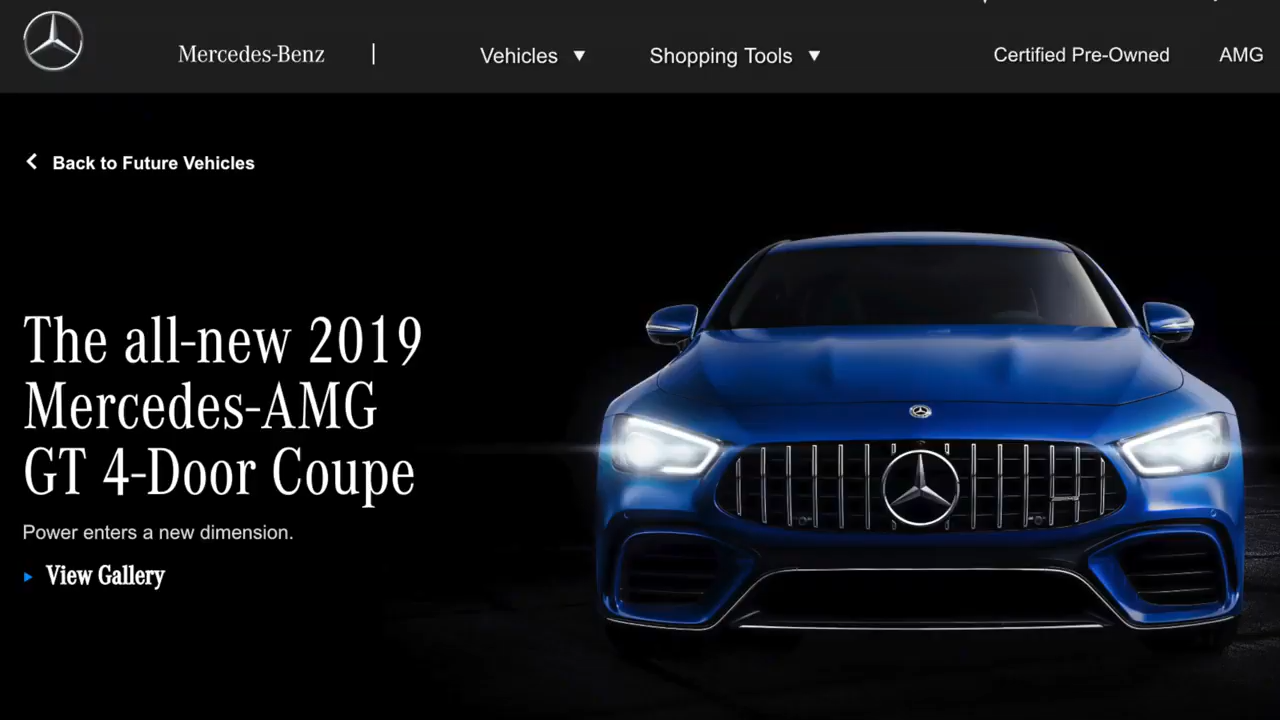 Mercedes-Benz | Vehicles ▼ Shopping Tools ▼ Certified Pre-Owned AMG
Back to Future Vehicles
The all-new 2019
Mercedes-AMG
GT 4-Door Coupe
Power enters a new dimension.
View Gallery